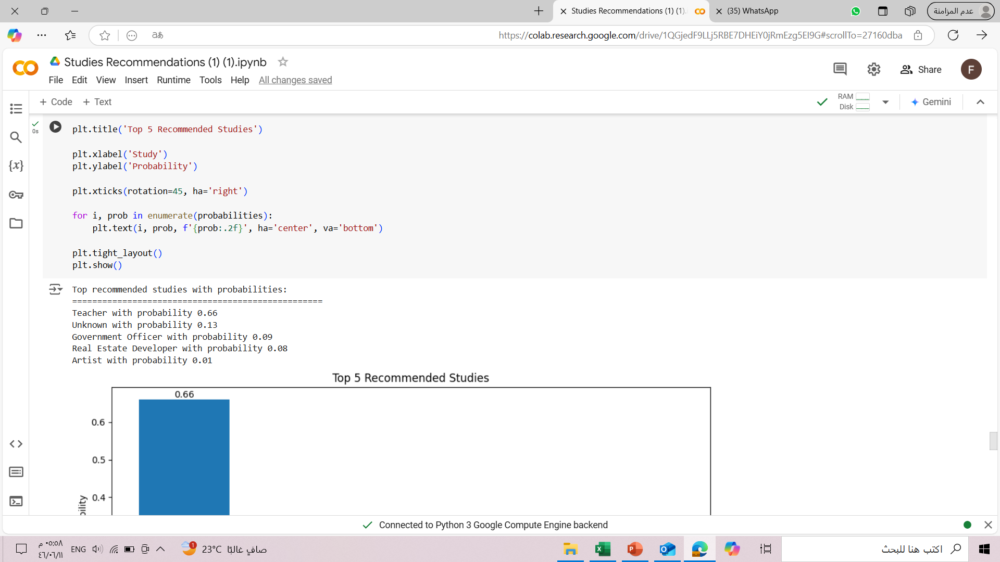 Studies Recommendations (1) (1).
(35) WhatsApp
عدم المزامنة
https://colab.research.google.com/drive/1QGjedF9LLj5RBE7DHEiY0jRmEzg5EI9G#scrollTo=27160dba
Studies Recommendations (1) (1).ipynb
Share
F
File Edit View Insert Runtime Tools Help All changes saved
+ Code + Text
RAM
Disk
Gemini
0s
plt.title('Top 5 Recommended Studies')
plt.xlabel('Study')
plt.ylabel('Probability')
plt.xticks(rotation=45, ha='right')
for i, prob in enumerate(probabilities):
    plt.text(i, prob, f'{prob:.2f}', ha='center', va='bottom')
plt.tight_layout()
plt.show()
Top recommended studies with probabilities:
==================================================
Teacher with probability 0.66
Unknown with probability 0.13
Government Officer with probability 0.09
Real Estate Developer with probability 0.08
Artist with probability 0.01
Top 5 Recommended Studies
0.66
0.6
0.5
0.4
bility
Connected to Python 3 Google Compute Engine backend
٠٥:٥٨ م
٤٦/٠٦/١١
ENG
1
23°C صافٍ غالبًا
اكتب هنا للبحث